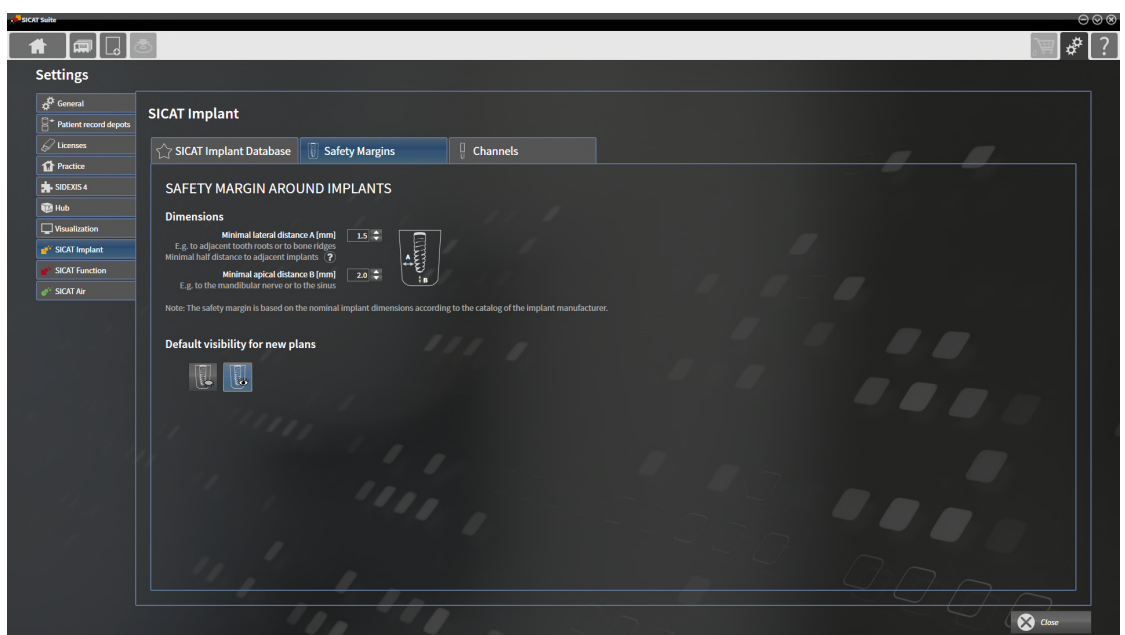 SICAT Suite
Settings
General
Patient record depots
Licenses
Practice
SIDEXIS 4
Hub
Visualization
SICAT Implant
SICAT Function
SICAT Air
SICAT Implant
SICAT Implant Database
Safety Margins
Channels
SAFETY MARGIN AROUND IMPLANTS
Dimensions
Minimal lateral distance A [mm] 1.5
E.g. to adjacent tooth roots or to bone ridges
Minimal half distance to adjacent implants ?
A
Minimal apical distance B [mm] 2.0
B
E.g. to the mandibular nerve or to the sinus
Note: The safety margin is based on the nominal implant dimensions according to the catalog of the implant manufacturer.
Default visibility for new plans
Close